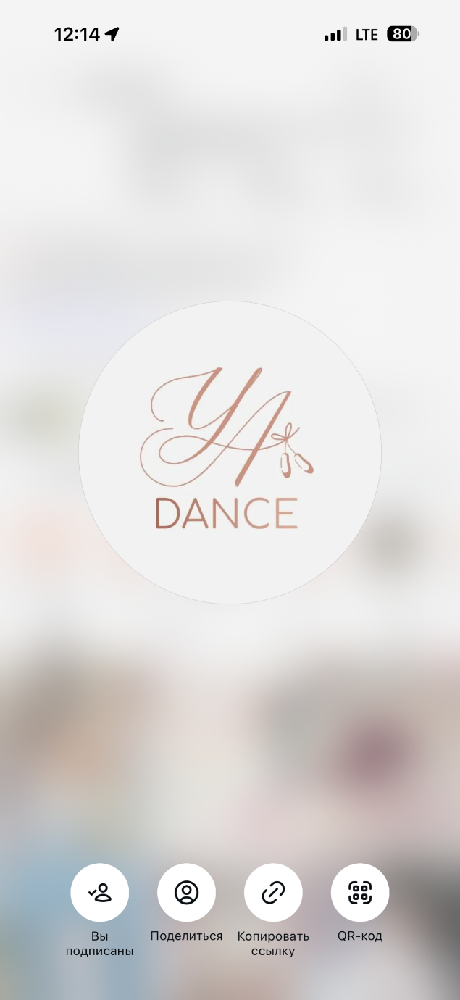 12:14 LTE 80
YA
DANCE
Вы подписаны
Поделиться
Копировать ссылку
QR-код